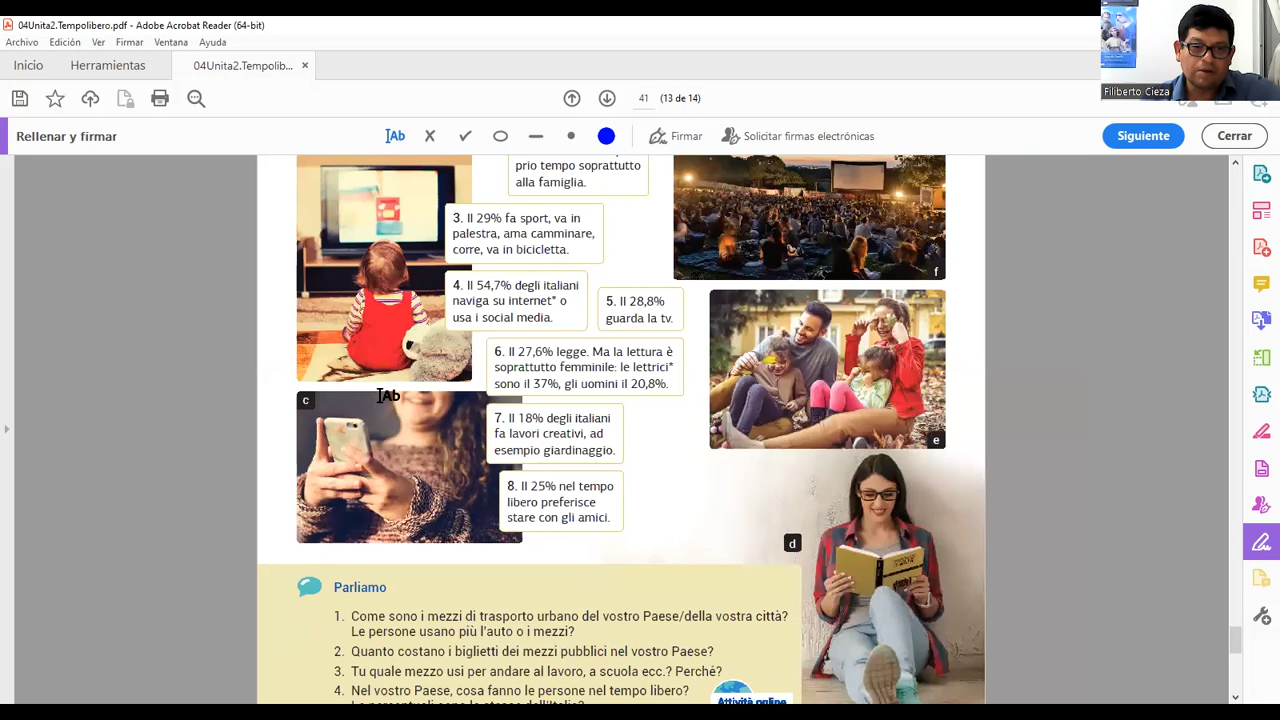 04Unita2.Tempolibero.pdf - Adobe Acrobat Reader (64-bit)
Archivo Edición Ver Firmar Ventana Ayuda
Inicio Herramientas 04Unita2.Tempolib... ×
Filiberto Cieza
41 (13 de 14)
Rellenar y firmar
Ab
Firmar
Solicitar firmas electrónicas
Siguiente
Cerrar
prio tempo soprattutto
alla famiglia.
3. Il 29% fa sport, va in
palestra, ama camminare,
corre, va in bicicletta.
f
4. Il 54,7% degli italiani
naviga su internet* o
usa i social media.
5. Il 28,8%
guarda la tv.
6. Il 27,6% legge. Ma la lettura è
soprattutto femminile: le lettrici*
sono il 37%, gli uomini il 20,8%.
Ab
c
7. Il 18% degli italiani
fa lavori creativi, ad
esempio giardinaggio.
e
8. Il 25% nel tempo
libero preferisce
stare con gli amici.
d
Parliamo
1. Come sono i mezzi di trasporto urbano del vostro Paese/della vostra città?
Le persone usano più l'auto o i mezzi?
2. Quanto costano i biglietti dei mezzi pubblici nel vostro Paese?
3. Tu quale mezzo usi per andare al lavoro, a scuola ecc.? Perché?
4. Nel vostro Paese, cosa fanno le persone nel tempo libero?
Attività online